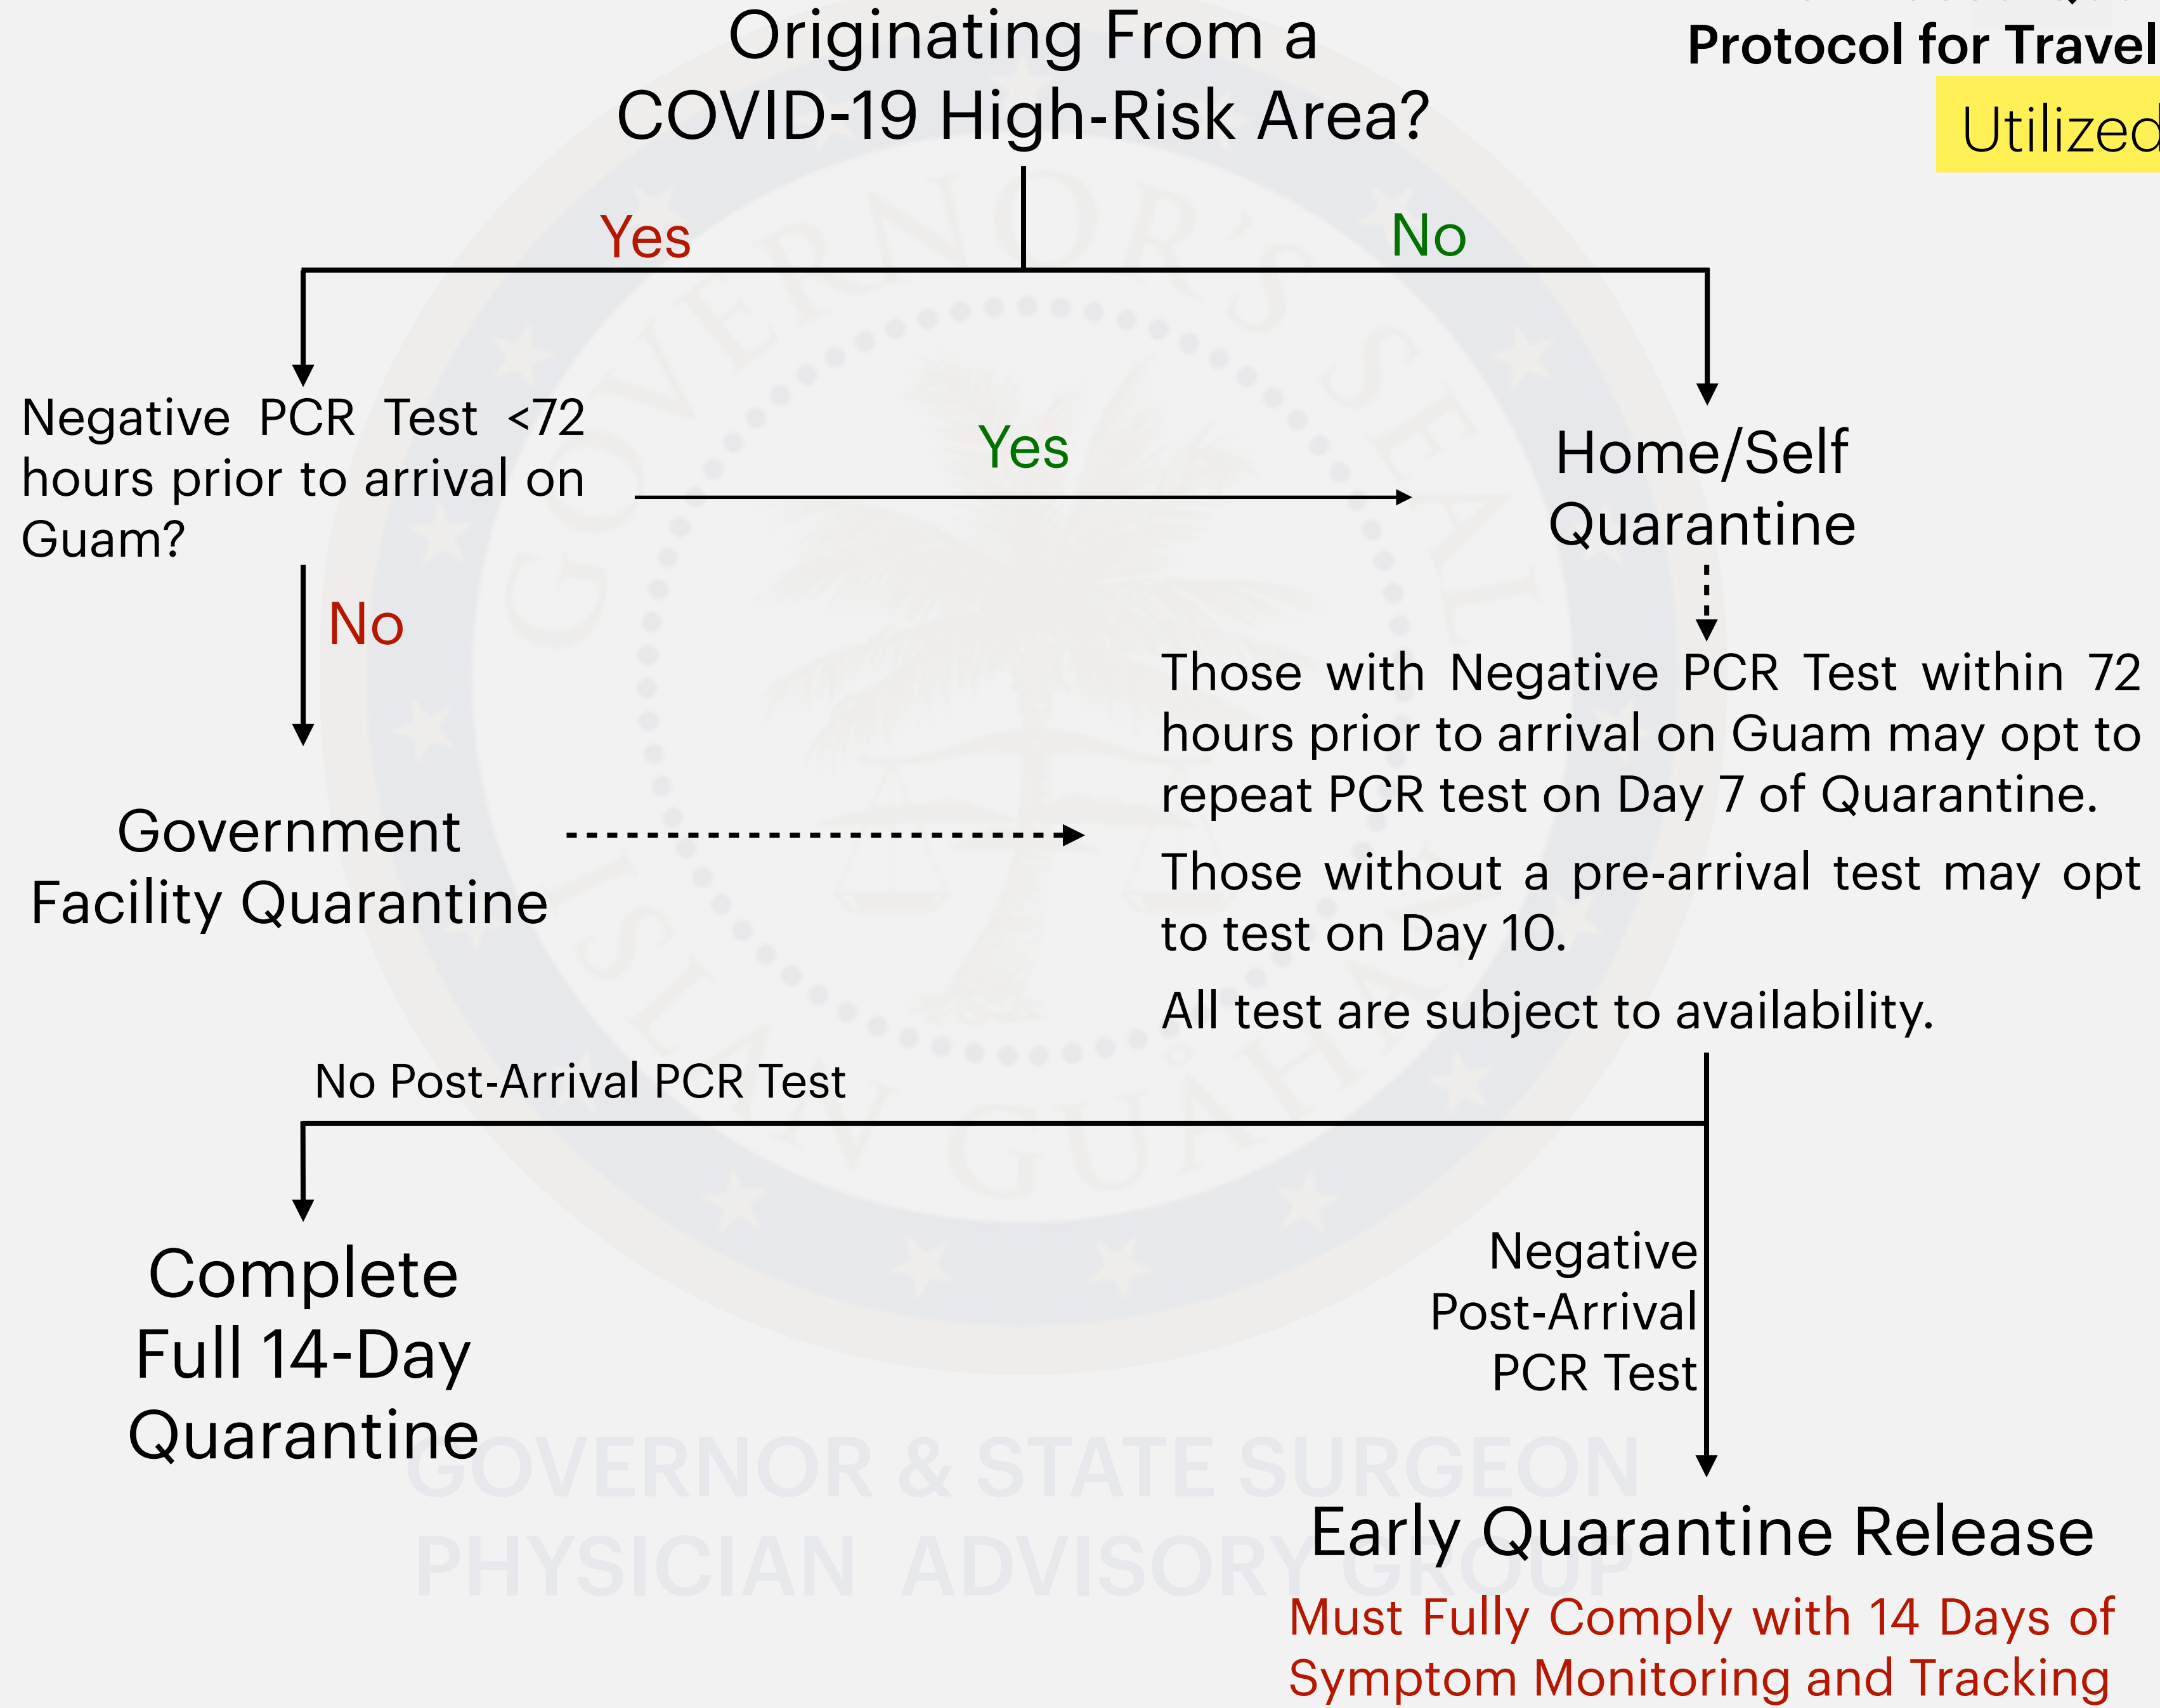 Protocol for Travel
Utilized
Originating From a
COVID-19 High-Risk Area?
Yes
No
Negative PCR Test <72
hours prior to arrival on
Guam?
Yes
Home/Self
Quarantine
No
Those with Negative PCR Test within 72
hours prior to arrival on Guam may opt to
repeat PCR test on Day 7 of Quarantine.
Government
Facility Quarantine
Those without a pre-arrival test may opt
to test on Day 10.
All test are subject to availability.
No Post-Arrival PCR Test
Complete
Full 14-Day
Quarantine
Negative
Post-Arrival
PCR Test
Early Quarantine Release
Must Fully Comply with 14 Days of
Symptom Monitoring and Tracking
GOVERNOR'S SEAL
ISLAN GUÅHAN
GOVERNOR & STATE SURGEON
PHYSICIAN ADVISORY GROUP